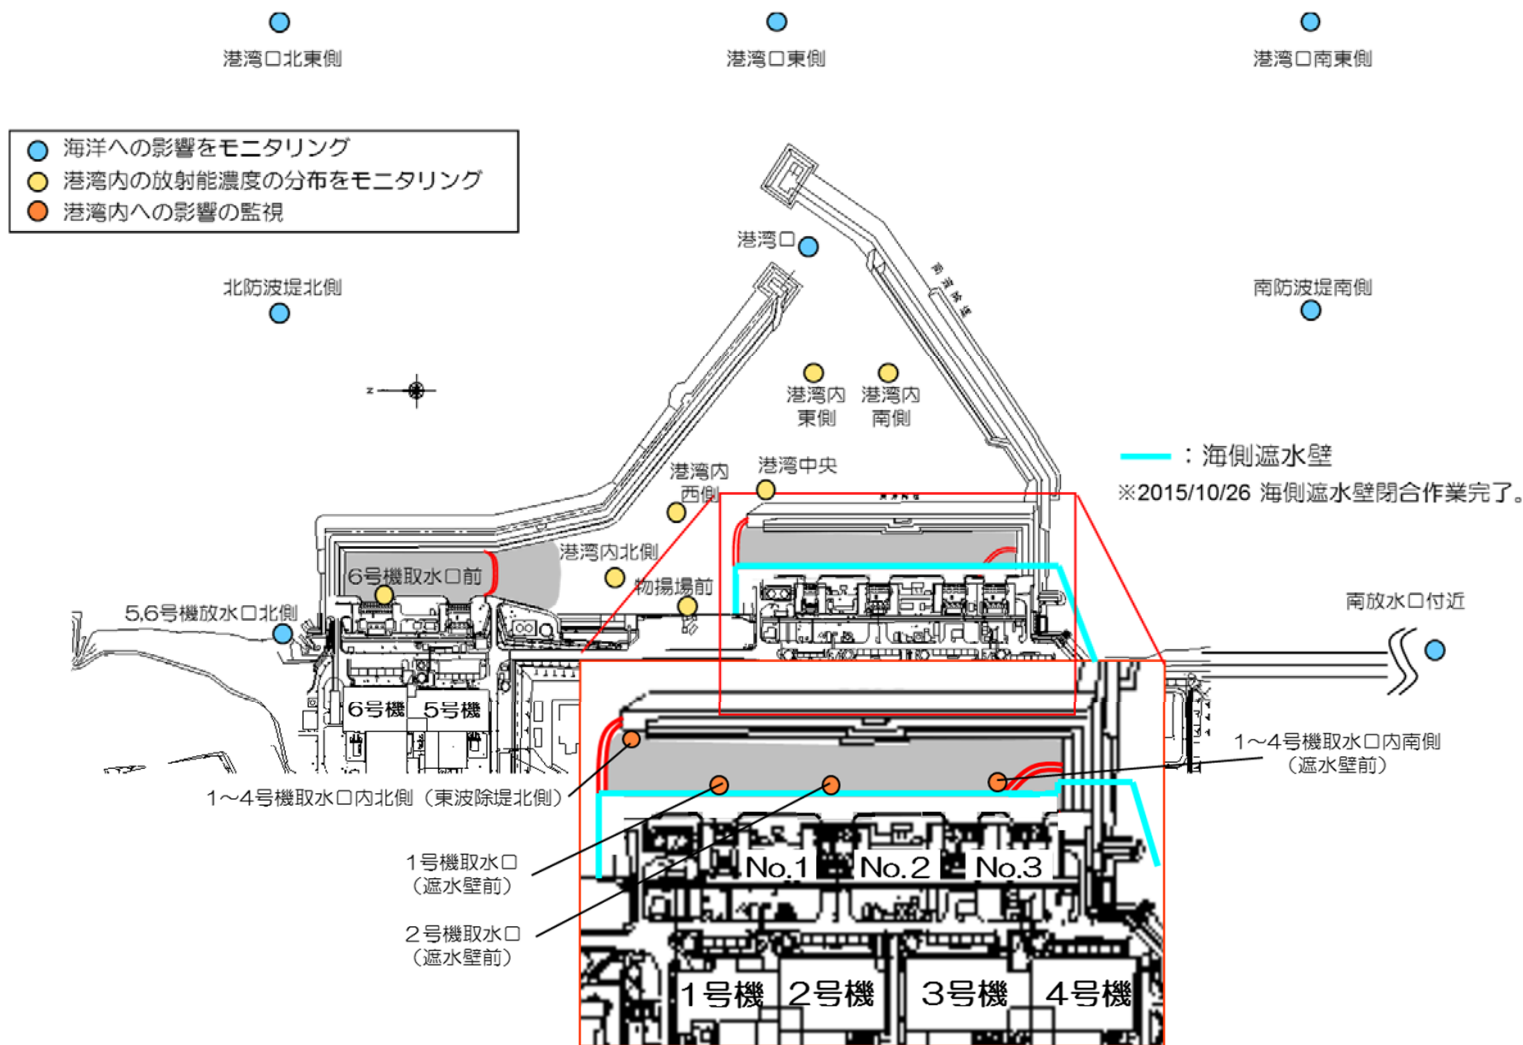 港湾口北東側
港湾口東側
港湾口南東側
海洋への影響をモニタリング
港湾内の放射能濃度の分布をモニタリング
港湾内への影響の監視
港湾口
北防波堤北側
南防波堤南側
N
港湾内
東側
港湾内
南側
港湾内
西側
港湾中央
：海側遮水壁
※2015/10/26 海側遮水壁閉合作業完了。
港湾内北側
6号機取水口前
物揚場前
5,6号機放水口北側
南放水口付近
6号機
5号機
1～4号機取水口内南側
（遮水壁前）
1～4号機取水口内北側（東波除堤北側）
1号機取水口
（遮水壁前）
No.1
No.2
No.3
２号機取水口
（遮水壁前）
1号機
2号機
3号機
4号機